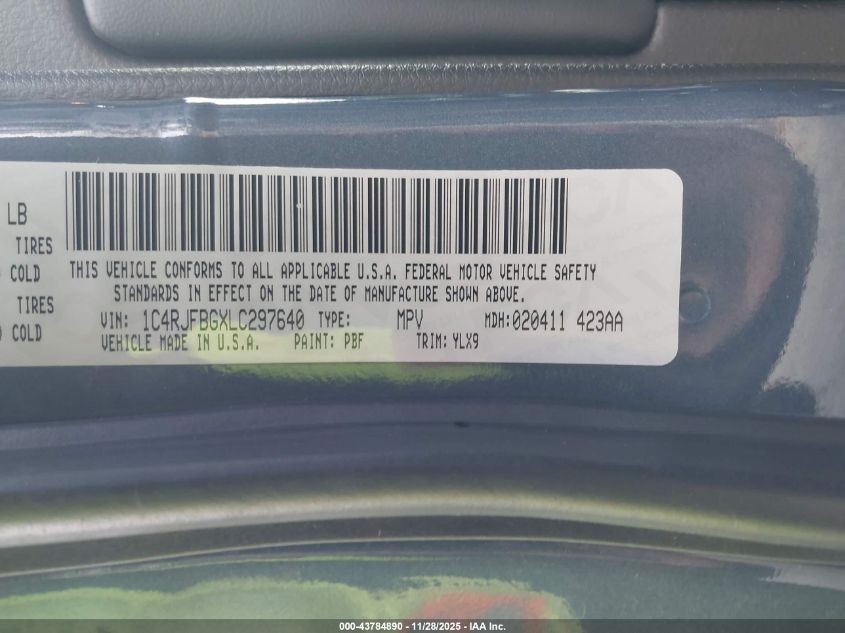 LB
TIRES
COLD
TIRES
COLD
THIS VEHICLE CONFORMS TO ALL APPLICABLE U.S.A. FEDERAL MOTOR VEHICLE SAFETY
STANDARDS IN EFFECT ON THE DATE OF MANUFACTURE SHOWN ABOVE.
VIN: 1C4RJFBGXLC297640 TYPE: MPV MDH:020411 423AA
VEHICLE MADE IN U.S.A. PAINT: PBF TRIM: YLX9
000-43784890 - 11/28/2025 - IAA Inc.